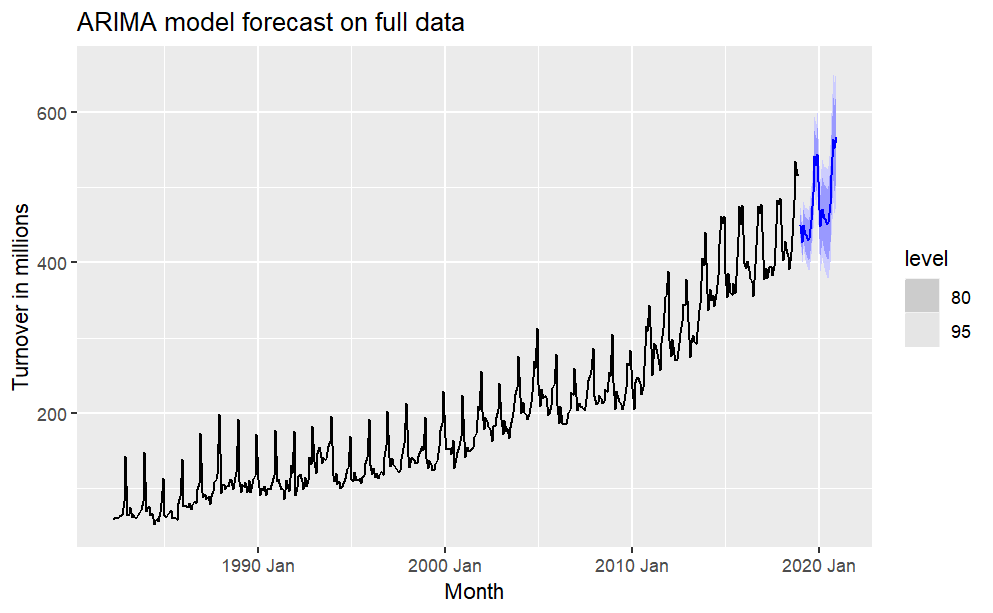 ARIMA model forecast on full data
Turnover in millions
600
400
200
1990 Jan 2000 Jan 2010 Jan 2020 Jan
Month
level
80
95